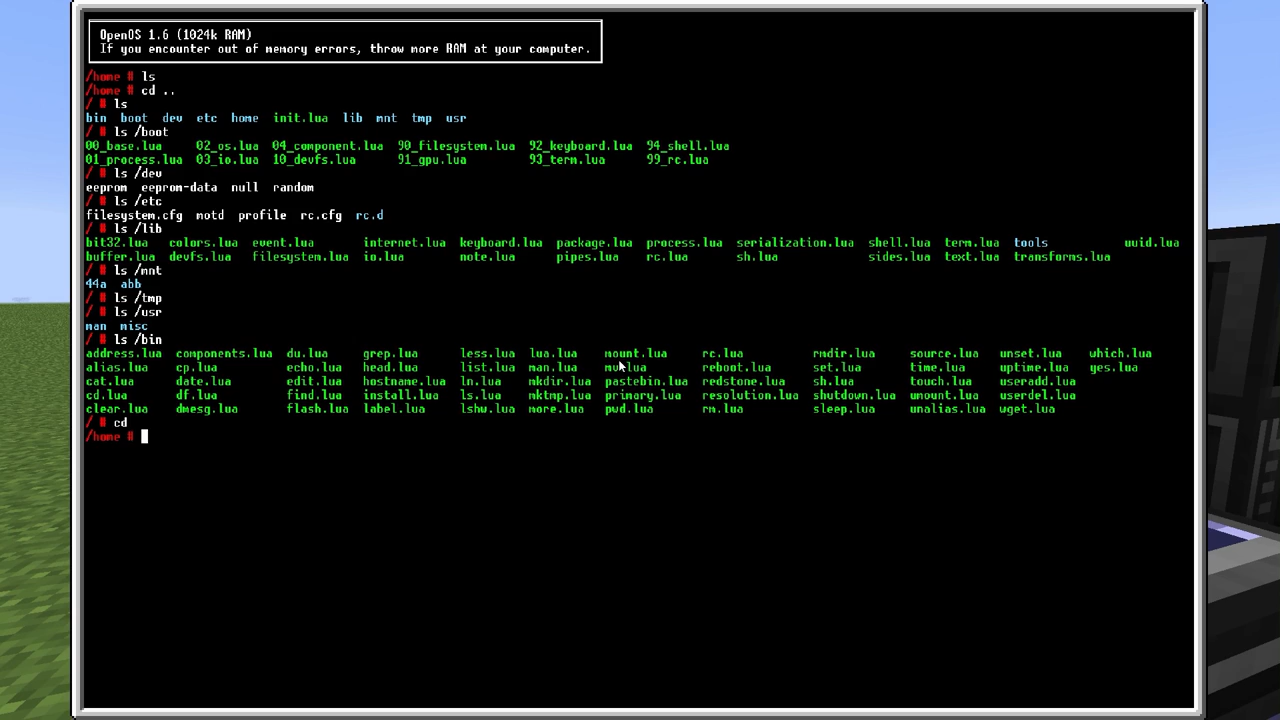 OpenOS 1.6 (1024k RAM)
If you encounter out of memory errors, throw more RAM at your computer.
/home # ls
/home # cd ..
/ # ls
bin boot dev etc home init.lua lib mnt tmp usr
/ # ls /boot
00_base.lua 02_os.lua 04_component.lua 90_filesystem.lua 92_keyboard.lua 94_shell.lua
01_process.lua 03_io.lua 10_devfs.lua 91_gpu.lua 93_term.lua 99_rc.lua
/ # ls /dev
eeprom eeprom-data null random
/ # ls /etc
filesystem.cfg motd profile rc.cfg rc.d
/ # ls /lib
bit32.lua colors.lua event.lua internet.lua keyboard.lua package.lua process.lua serialization.lua shell.lua term.lua tools uuid.lua
buffer.lua devfs.lua filesystem.lua io.lua note.lua pipes.lua rc.lua sh.lua sides.lua text.lua transforms.lua
/ # ls /mnt
44a abb
/ # ls /tmp
/ # ls /usr
man misc
/ # ls /bin
address.lua components.lua du.lua grep.lua less.lua lua.lua mount.lua rc.lua rmdir.lua source.lua unset.lua which.lua
alias.lua cp.lua echo.lua head.lua list.lua man.lua mv.lua reboot.lua set.lua time.lua uptime.lua yes.lua
cat.lua date.lua edit.lua hostname.lua ln.lua mkdir.lua pastebin.lua redstone.lua sh.lua touch.lua useradd.lua
cd.lua df.lua find.lua install.lua ls.lua mktmp.lua primary.lua resolution.lua shutdown.lua umount.lua userdel.lua
clear.lua dmesg.lua flash.lua label.lua lshw.lua more.lua pwd.lua rm.lua sleep.lua unalias.lua wget.lua
/ # cd
/home #